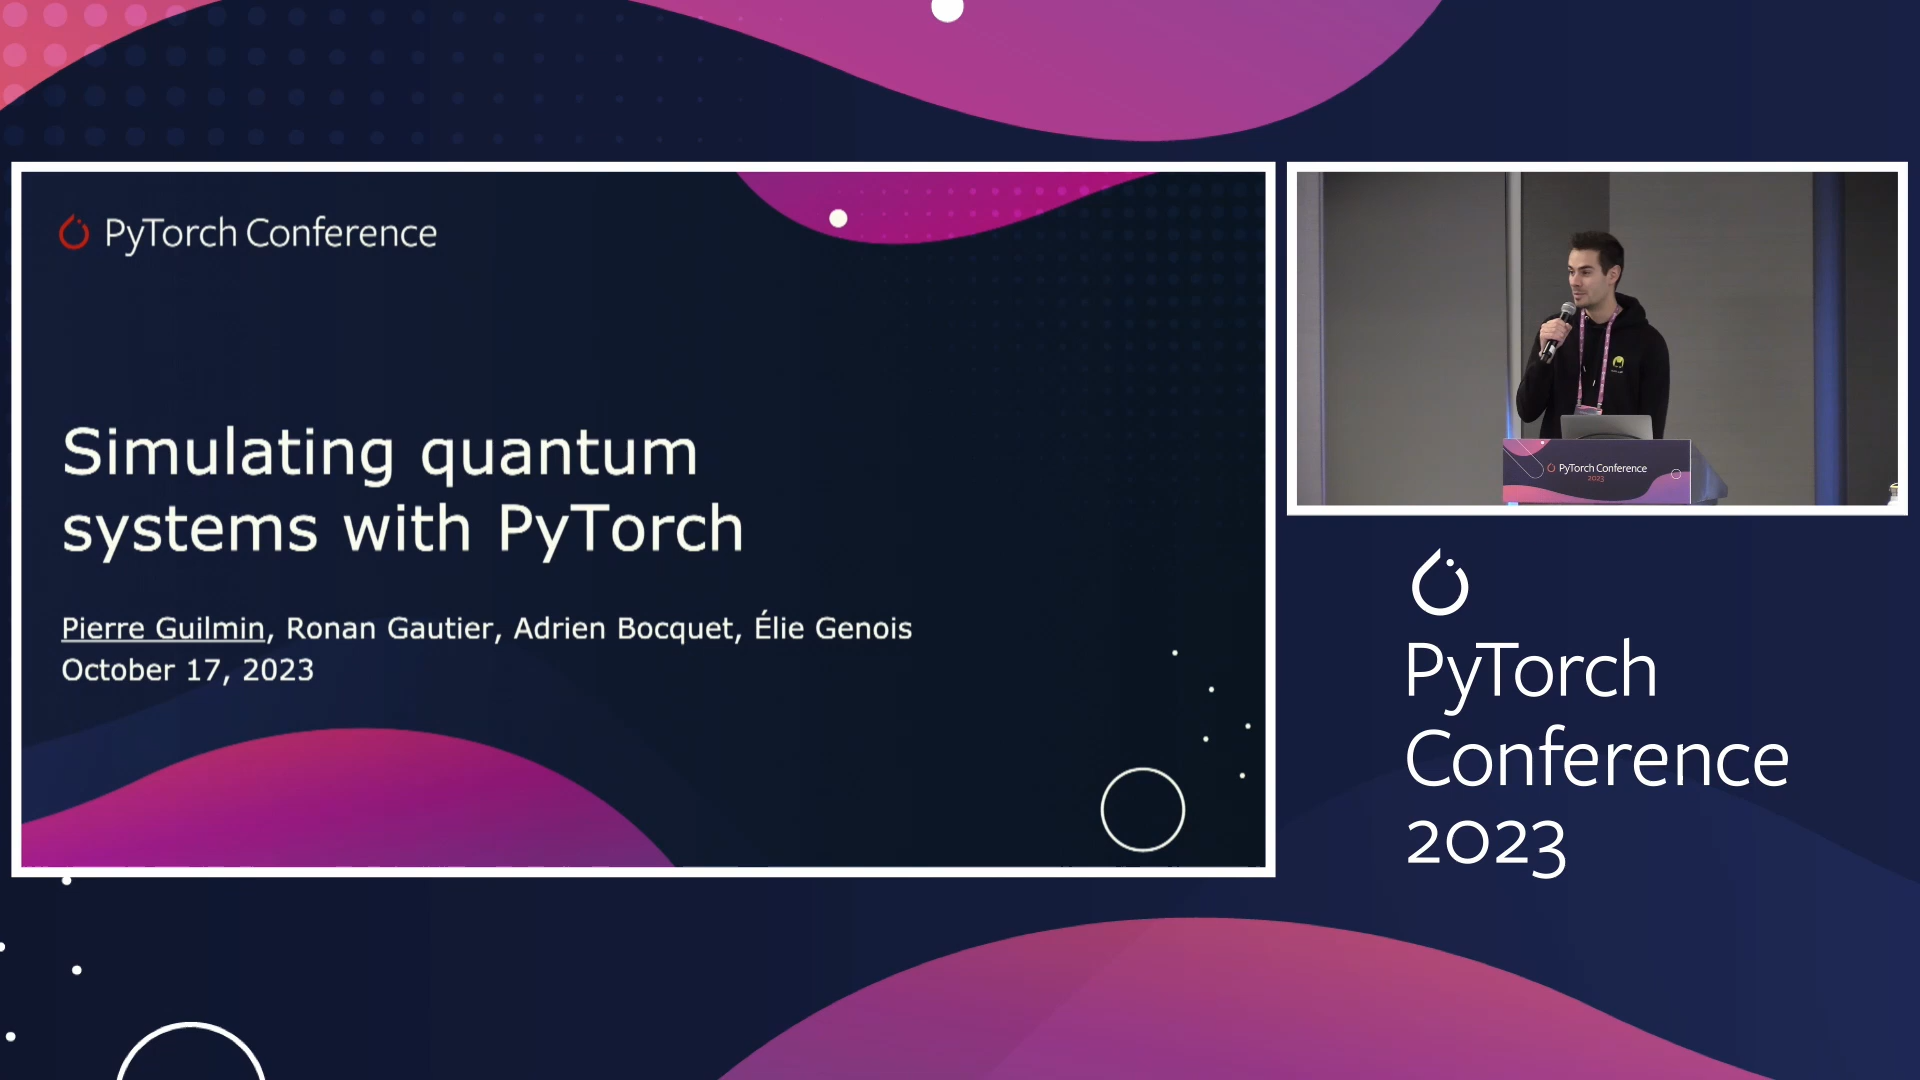 PyTorch Conference
Simulating quantum
systems with PyTorch
Pierre Guilmin, Ronan Gautier, Adrien Bocquet, Élie Genois
October 17, 2023
PyTorch Conference
2023
PyTorch
Conference
2023